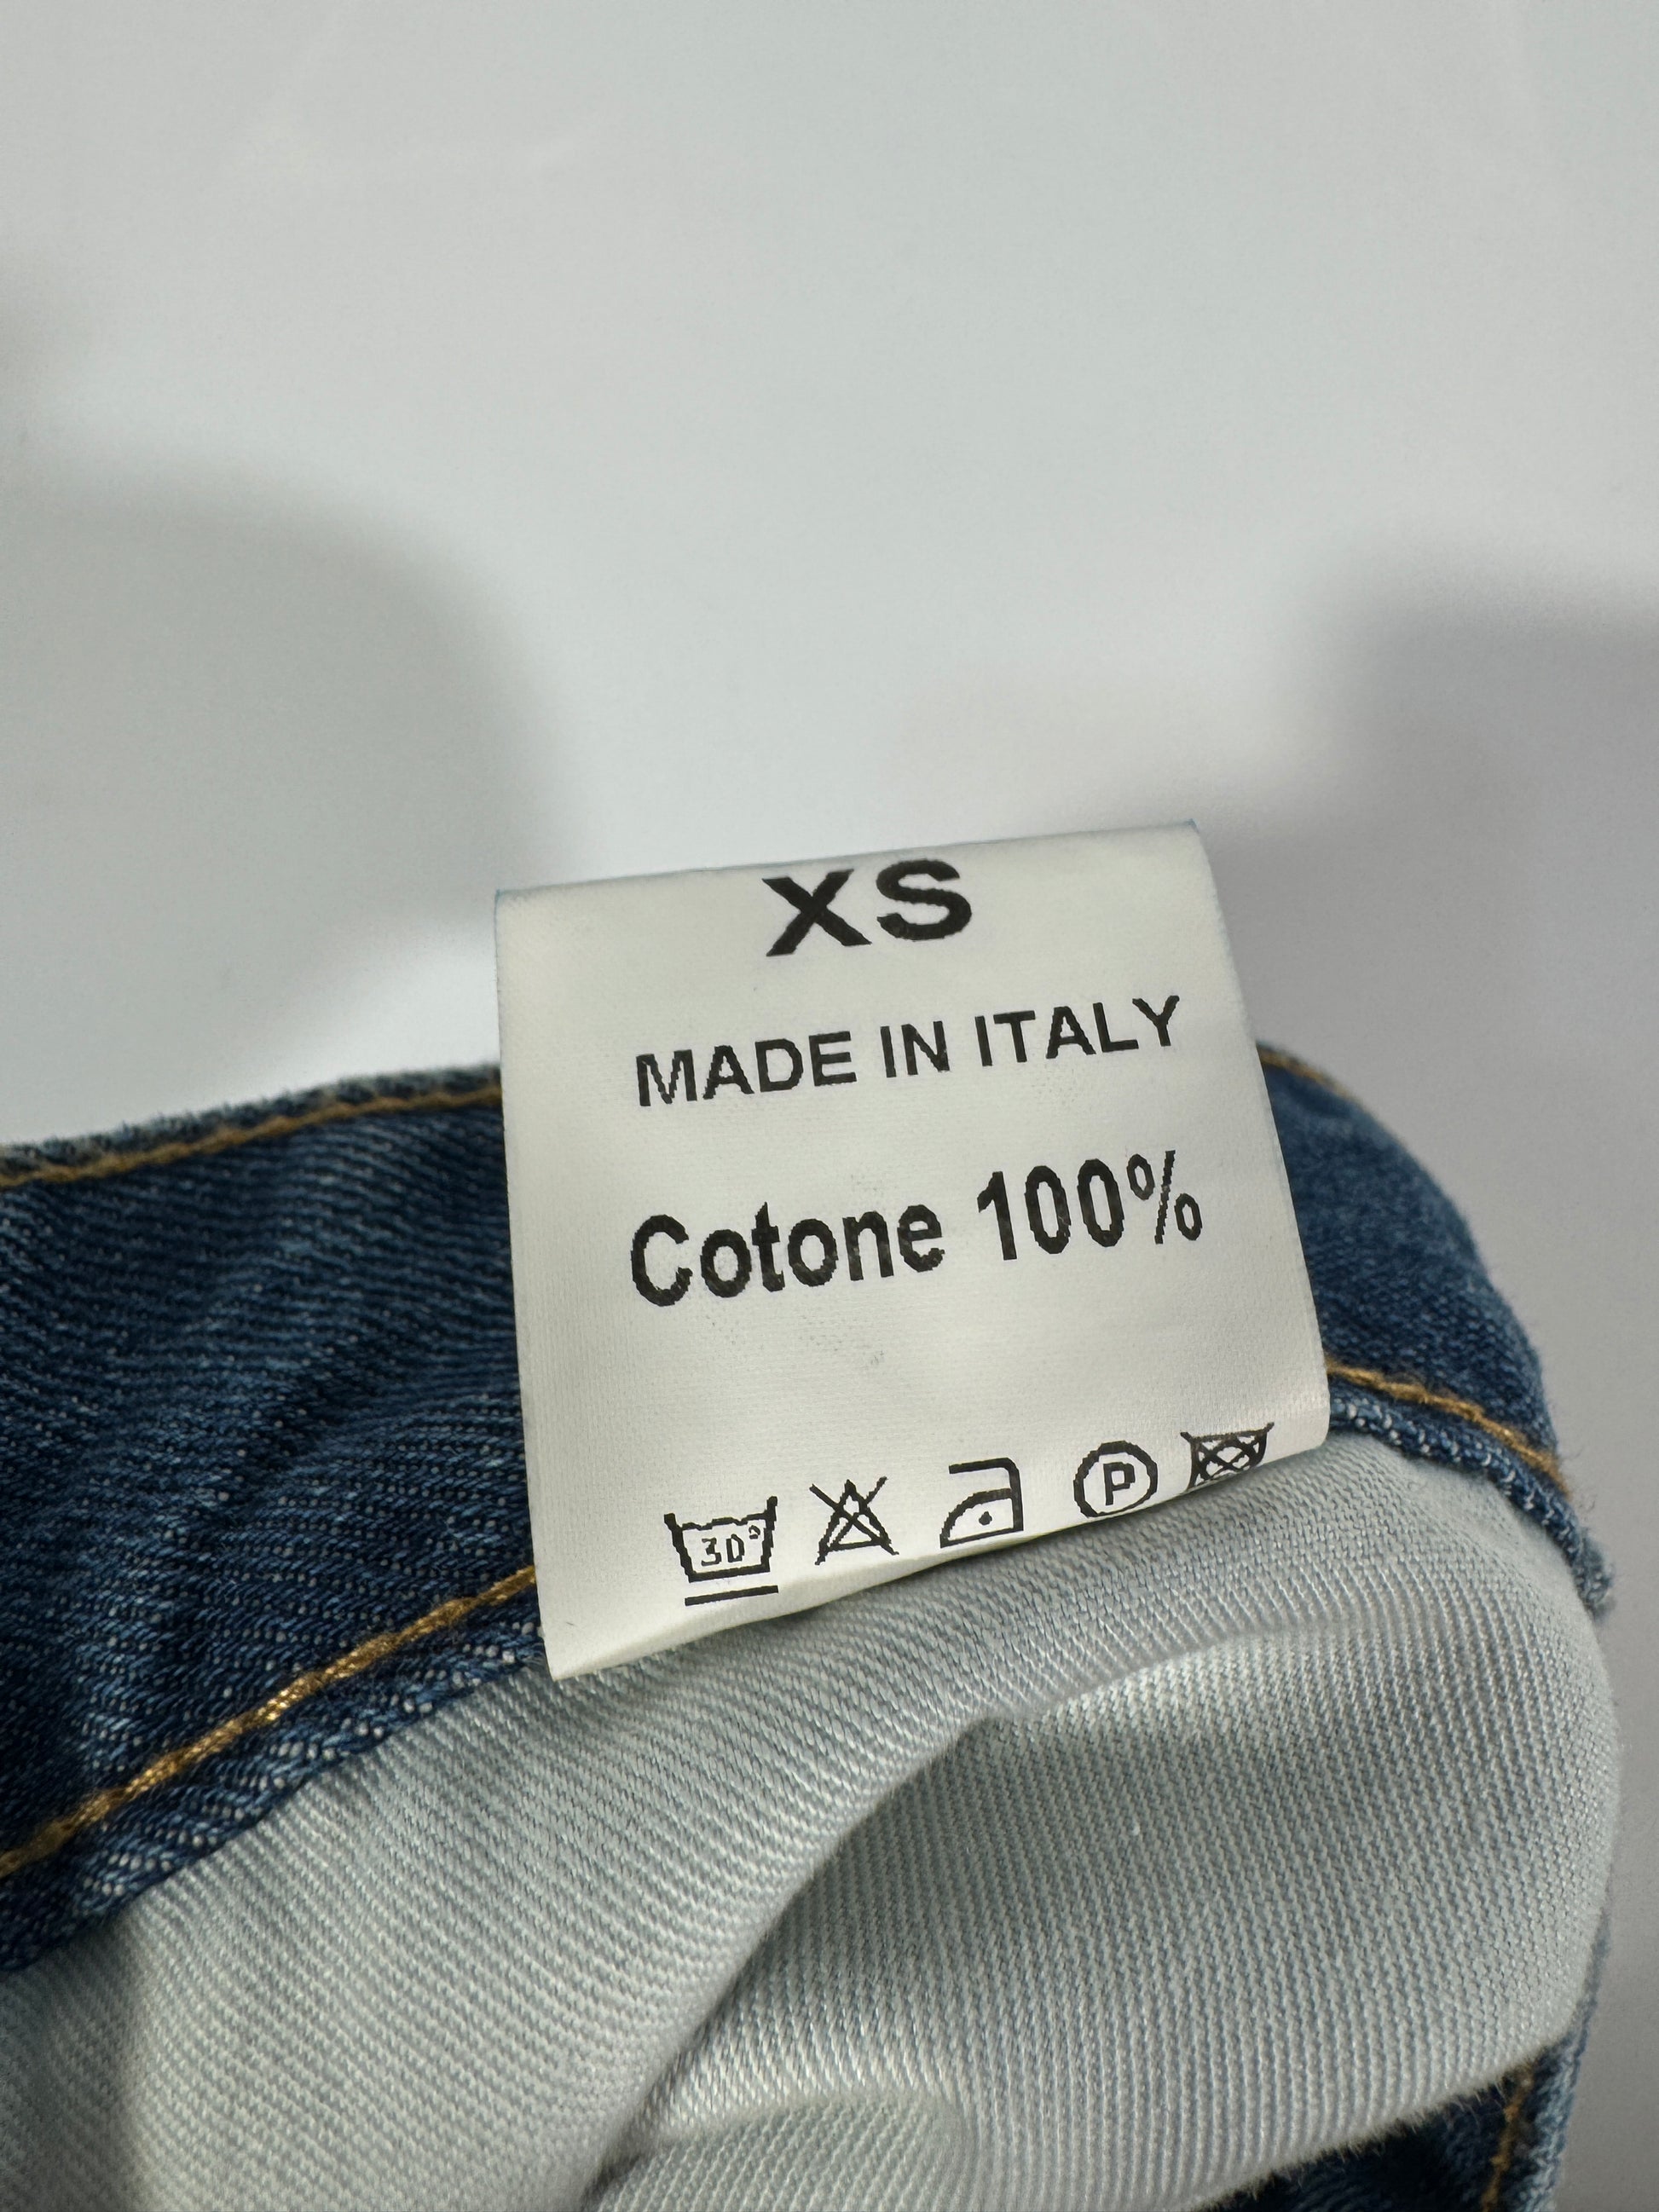 XS
MADE IN ITALY
Cotone 100%
30° P